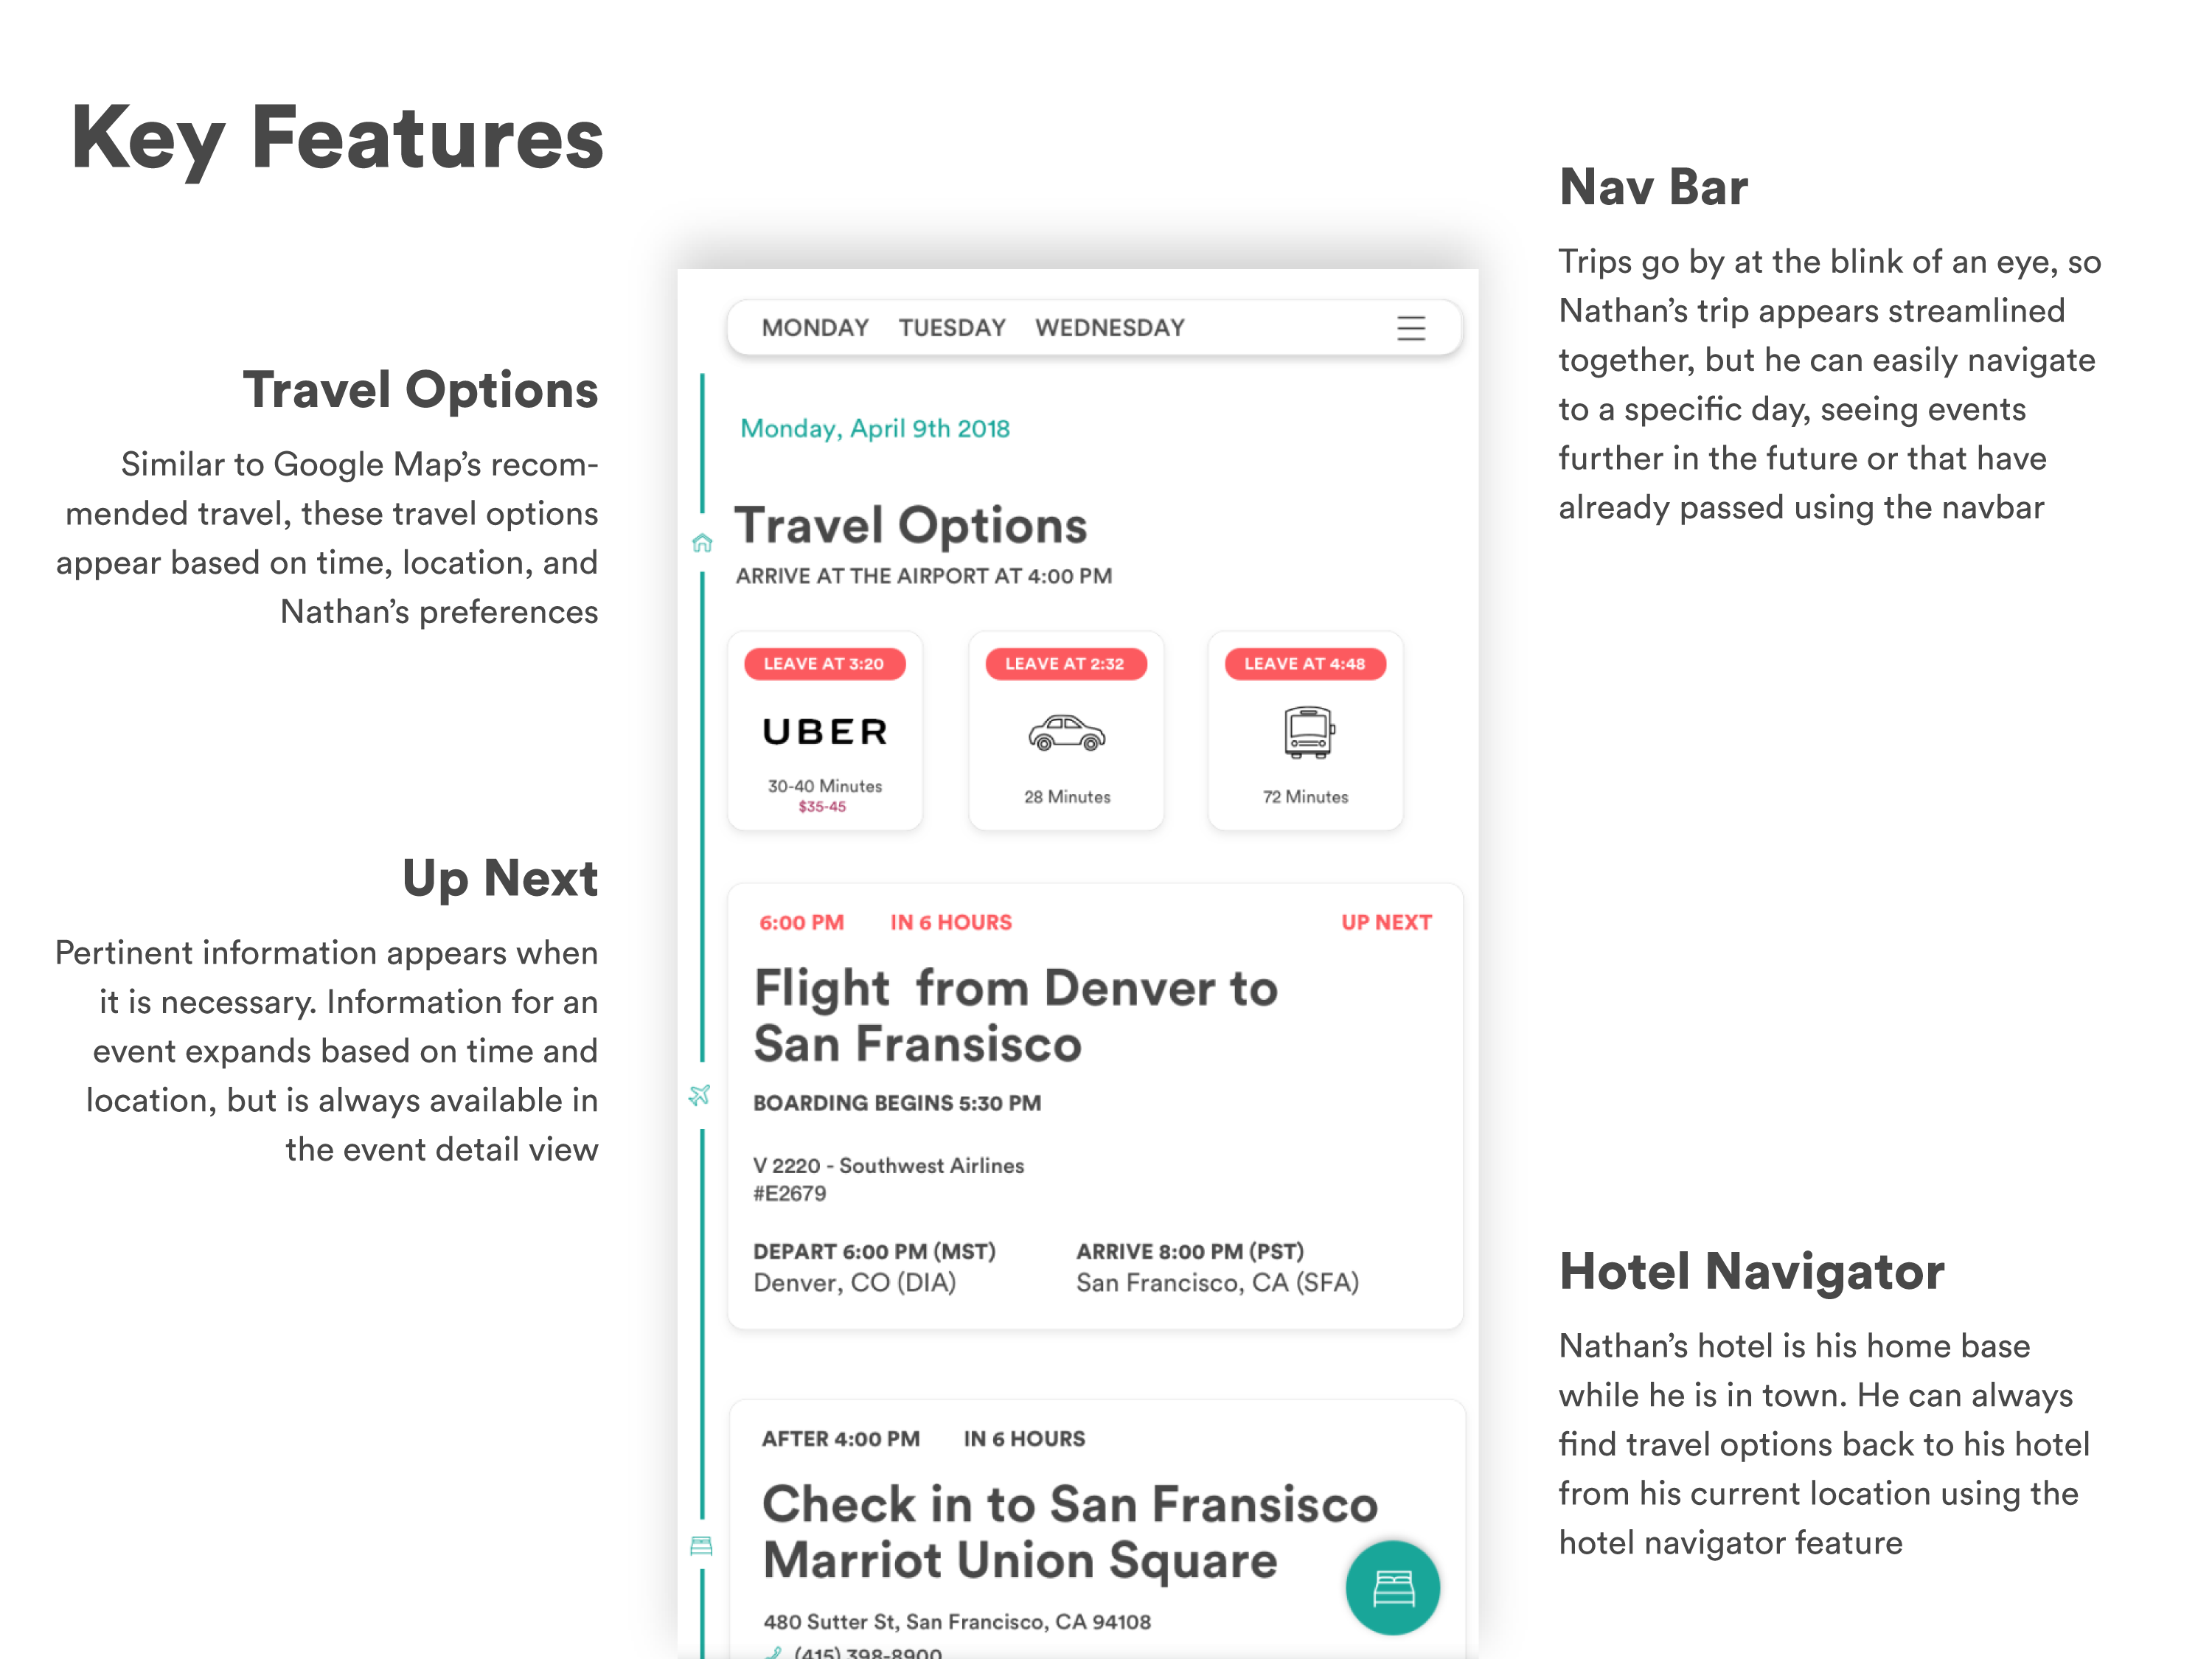 Key Features
Travel Options
Similar to Google Map’s recom-
mended travel, these travel options
appear based on time, location, and
Nathan’s preferences
Up Next
Pertinent information appears when
it is necessary. Information for an
event expands based on time and
location, but is always available in
the event detail view
MONDAY TUESDAY WEDNESDAY
Monday, April 9th 2018
Travel Options
ARRIVE AT THE AIRPORT AT 4:00 PM
LEAVE AT 3:20
UBER
30-40 Minutes
$35-45
LEAVE AT 2:32
28 Minutes
LEAVE AT 4:48
72 Minutes
6:00 PM IN 6 HOURS UP NEXT
Flight from Denver to
San Fransisco
BOARDING BEGINS 5:30 PM
V 2220 - Southwest Airlines
#E2679
DEPART 6:00 PM (MST)
Denver, CO (DIA)
ARRIVE 8:00 PM (PST)
San Francisco, CA (SFA)
AFTER 4:00 PM IN 6 HOURS
Check in to San Fransisco
Marriot Union Square
480 Sutter St, San Francisco, CA 94108
(415) 398-8900
Nav Bar
Trips go by at the blink of an eye, so
Nathan’s trip appears streamlined
together, but he can easily navigate
to a specific day, seeing events
further in the future or that have
already passed using the navbar
Hotel Navigator
Nathan’s hotel is his home base
while he is in town. He can always
find travel options back to his hotel
from his current location using the
hotel navigator feature